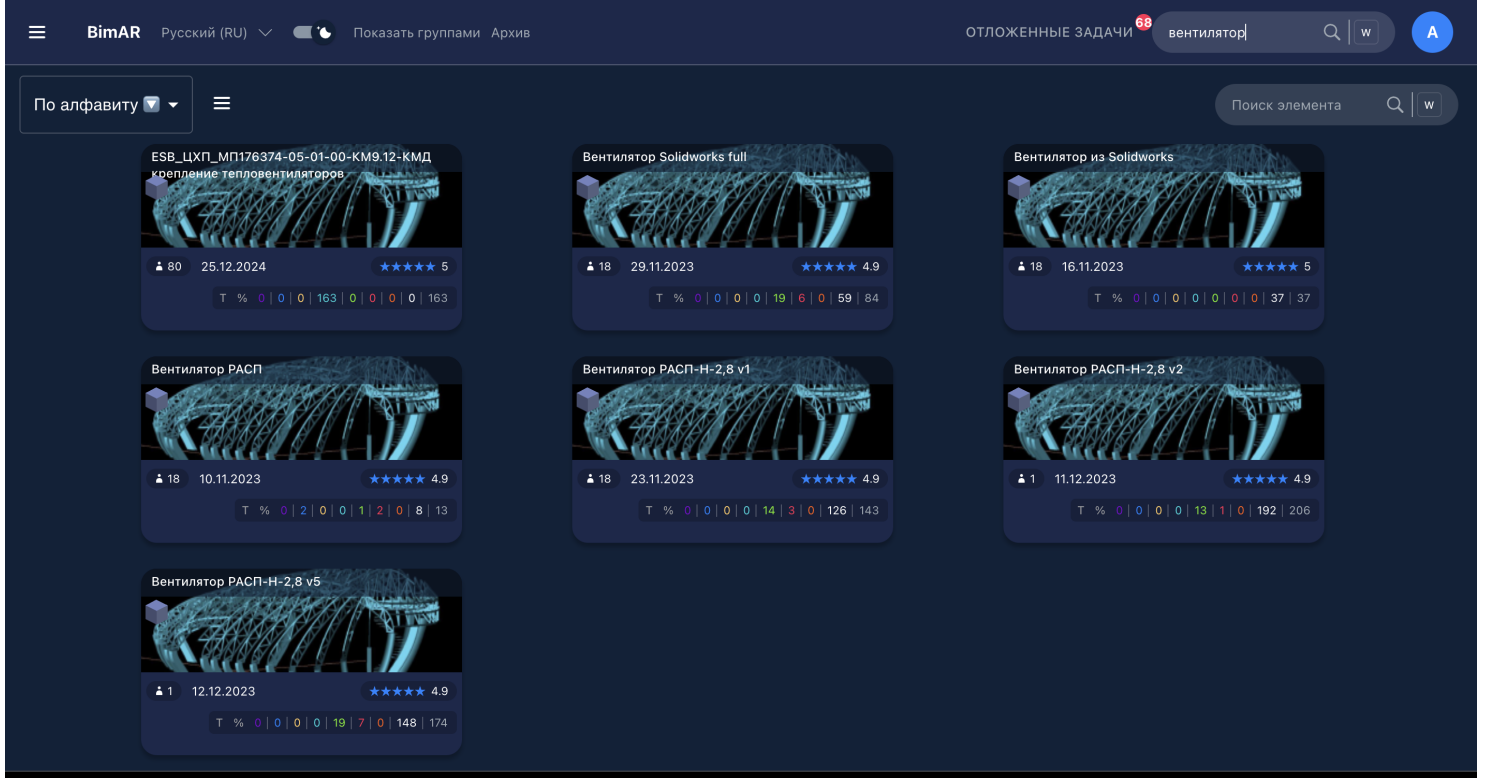 BimAR Русский (RU) Показать группами Архив ОТЛОЖЕННЫЕ ЗАДАЧИ 68 вентилятор W A
По алфавиту Поиск элемента W
ESB_ЦХП_МП176374-05-01-00-КМ9.12-КМД
крепление тепловентиляторов
80 25.12.2024 ★★★★★ 5
T % 0 | 0 | 0 | 163 | 0 | 0 | 0 | 0 | 163
Вентилятор Solidworks full
18 29.11.2023 ★★★★★ 4.9
T % 0 | 0 | 0 | 0 | 19 | 6 | 0 | 59 | 84
Вентилятор из Solidworks
18 16.11.2023 ★★★★★ 5
T % 0 | 0 | 0 | 0 | 0 | 0 | 0 | 37 | 37
Вентилятор РАСП
18 10.11.2023 ★★★★★ 4.9
T % 0 | 2 | 0 | 0 | 1 | 2 | 0 | 8 | 13
Вентилятор РАСП-Н-2,8 v1
18 23.11.2023 ★★★★★ 4.9
T % 0 | 0 | 0 | 0 | 14 | 3 | 0 | 126 | 143
Вентилятор РАСП-Н-2,8 v2
1 11.12.2023 ★★★★★ 4.9
T % 0 | 0 | 0 | 0 | 13 | 1 | 0 | 192 | 206
Вентилятор РАСП-Н-2,8 v5
1 12.12.2023 ★★★★★ 4.9
T % 0 | 0 | 0 | 0 | 19 | 7 | 0 | 148 | 174